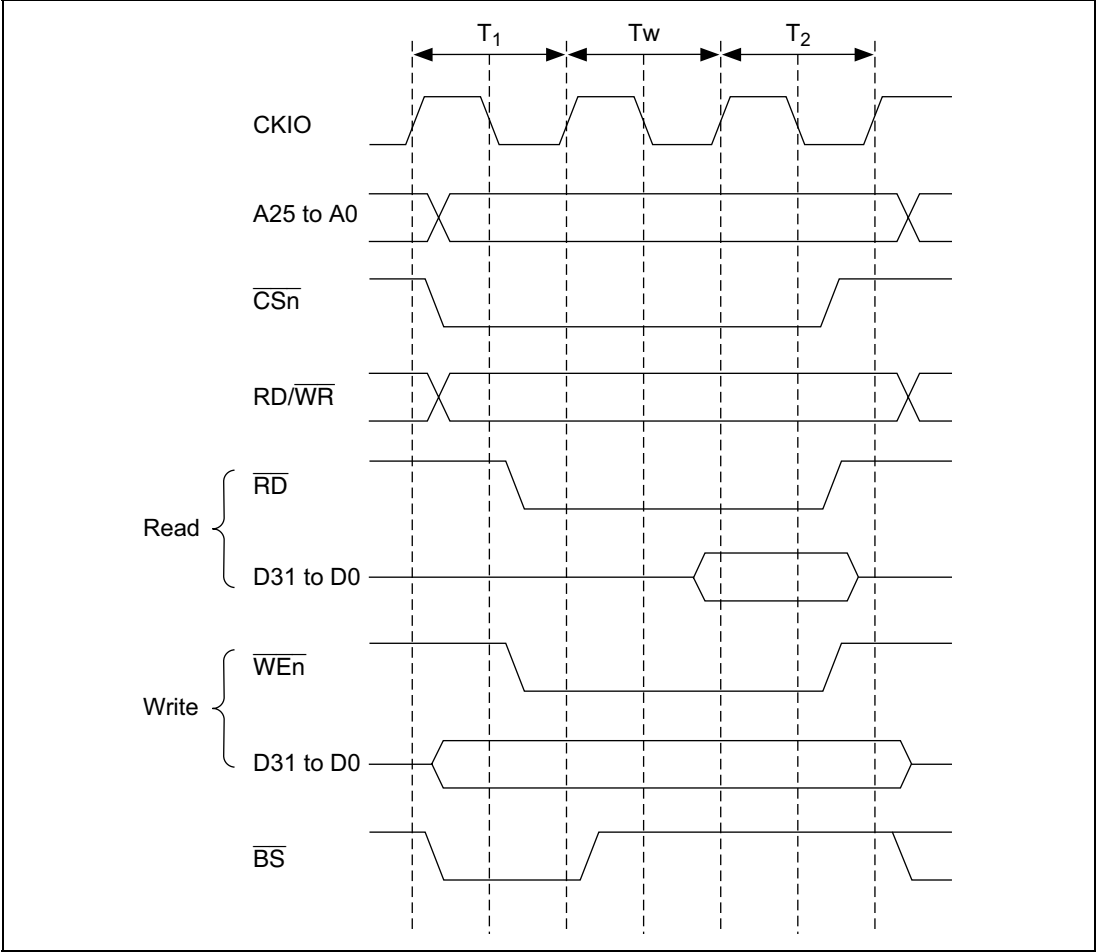 T1 Tw T2
CKIO
A25 to A0
CSn
RD/WR
RD
Read
D31 to D0
WEn
Write
D31 to D0
BS